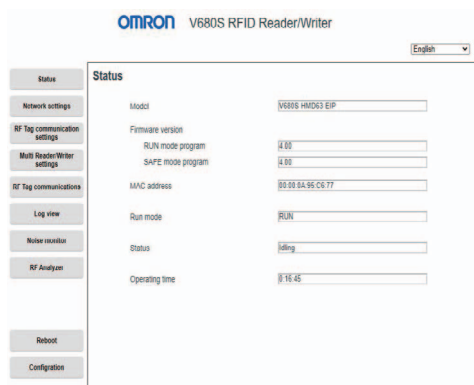 OMRON V680S RFID Reader/Writer
English
Status
Network settings
RF Tag communication
settings
Multi Reader/Writer
settings
RF Tag communications
Log view
Noise monitor
RF Analyzer
Reboot
Configration
Status
Model V680S HMD63 EIP
Firmware version
RUN mode program 4.00
SAFE mode program 4.00
MAC address 00:00:0A:95:C6:77
Run mode RUN
Status Idling
Operating time 0:16:45